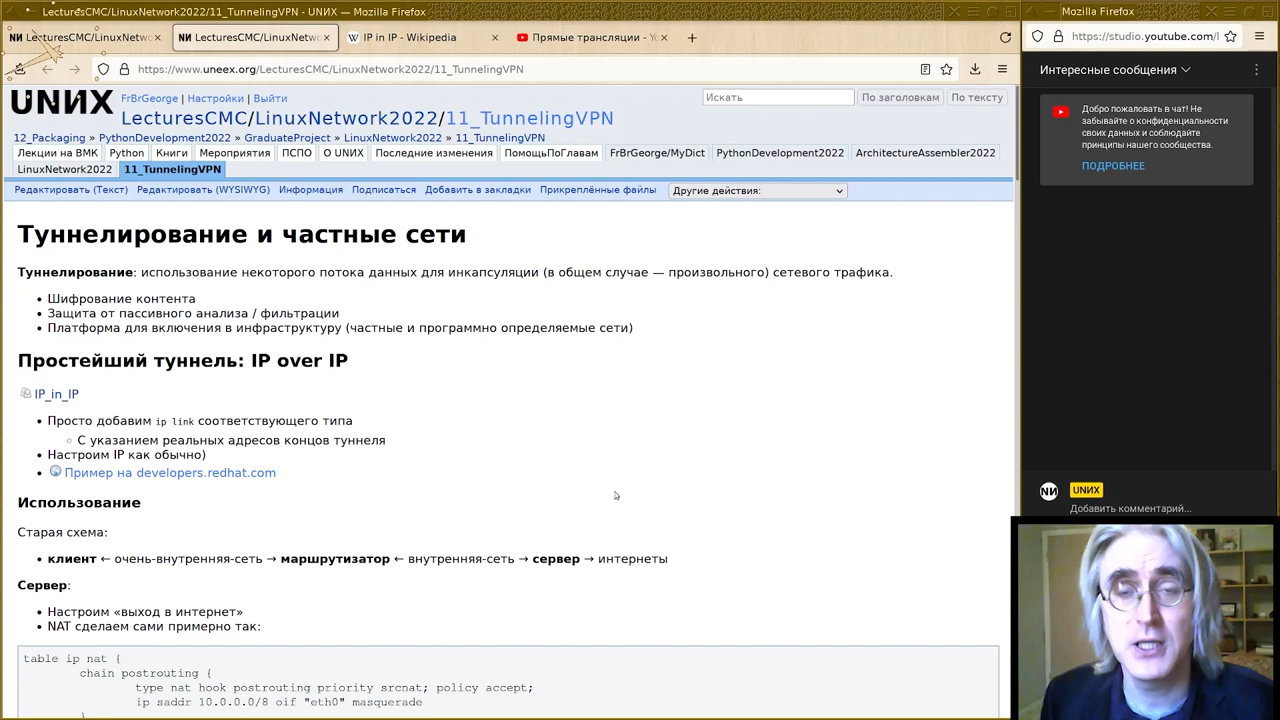 LecturesCMC/LinuxNetwork2022/11_TunnelingVPN - UNИX — Mozilla Firefox
Mozilla Firefox
LecturesCMC/LinuxNetwo
LecturesCMC/LinuxNetwo
IP in IP - Wikipedia
Прямые трансляции - Yo
https://www.uneex.org/LecturesCMC/LinuxNetwork2022/11_TunnelingVPN
https://studio.youtube.com/l
UNИX
FrBrGeorge | Настройки | Выйти
Искать
По заголовкам
По тексту
LecturesCMC/LinuxNetwork2022/11_TunnelingVPN
12_Packaging » PythonDevelopment2022 » GraduateProject » LinuxNetwork2022 » 11_TunnelingVPN
Лекции на ВМК Python Книги Мероприятия ПСПО О UNIX Последние изменения ПомощьПоГлавам FrBrGeorge/MyDict PythonDevelopment2022 ArchitectureAssembler2022
LinuxNetwork2022 11_TunnelingVPN
Редактировать (Текст) Редактировать (WYSIWYG) Информация Подписаться Добавить в закладки Прикреплённые файлы Другие действия:
Туннелирование и частные сети
Туннелирование: использование некоторого потока данных для инкапсуляции (в общем случае — произвольного) сетевого трафика.
• Шифрование контента
• Защита от пассивного анализа / фильтрации
• Платформа для включения в инфраструктуру (частные и программно определяемые сети)
Простейший туннель: IP over IP
IP_in_IP
• Просто добавим ip link соответствующего типа
◦ С указанием реальных адресов концов туннеля
• Настроим IP как обычно)
• Пример на developers.redhat.com
Использование
Старая схема:
• клиент ← очень-внутренняя-сеть → маршрутизатор ← внутренняя-сеть → сервер → интернеты
Сервер:
• Настроим «выход в интернет»
• NAT сделаем сами примерно так:
table ip nat {
chain postrouting {
type nat hook postrouting priority srcnat; policy accept;
ip saddr 10.0.0.0/8 oif "eth0" masquerade
}
Интересные сообщения
Добро пожаловать в чат! Не
забывайте о конфиденциальности
своих данных и соблюдайте
принципы нашего сообщества.
ПОДРОБНЕЕ
NИ
UNИX
Добавить комментарий...